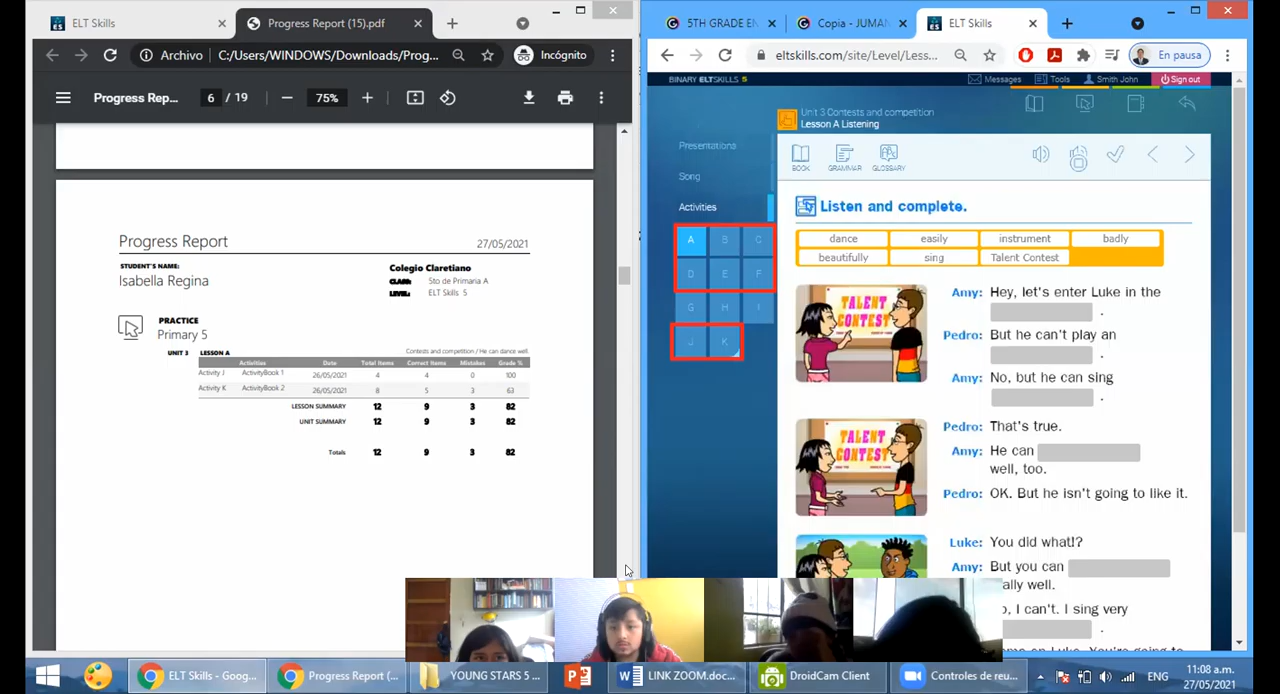 ELT Skills
Progress Report (15).pdf
Archivo
C:/Users/WINDOWS/Downloads/Prog...
Incógnito
Progress Rep...
6 / 19
75%
Progress Report
27/05/2021
STUDENT'S NAME:
Isabella Regina
Colegio Claretiano
CLASS: 5to de Primaria A
LEVEL: ELT Skills 5
PRACTICE
Primary 5
UNIT 3 LESSON A Contests and competition / He can dance well.
Activities Date Total Items Correct Items Mistakes Grade %
Activity J ActivityBook 1 26/05/2021 4 4 0 100
Activity K ActivityBook 2 26/05/2021 8 5 3 63
LESSON SUMMARY 12 9 3 82
UNIT SUMMARY 12 9 3 82
Totals 12 9 3 82
5TH GRADE EN
Copia - JUMAN
ELT Skills
eltskills.com/site/Level/Less...
En pausa
BINARY ELTSKILLS 5
Messages
Tools
Smith John
Sign out
Unit 3 Contests and competition
Lesson A Listening
Presentations
Song
Activities
A B C
D E F
G H I
J K
BOOK
GRAMMAR
GLOSSARY
Listen and complete.
dance easily instrument badly
beautifully sing Talent Contest
TALENT CONTEST
Amy: Hey, let's enter Luke in the
.
Pedro: But he can't play an
.
Amy: No, but he can sing
.
TALENT CONTEST
Pedro: That's true.
Amy: He can
well, too.
Pedro: OK. But he isn't going to like it.
Luke: You did what!?
Amy: But you can
ally well.
o, I can't. I sing very
.
ELT Skills - Goog...
Progress Report (...
YOUNG STARS 5 ...
LINK ZOOM.doc...
DroidCam Client
Controles de reu...
ENG
11:08 a.m.
27/05/2021